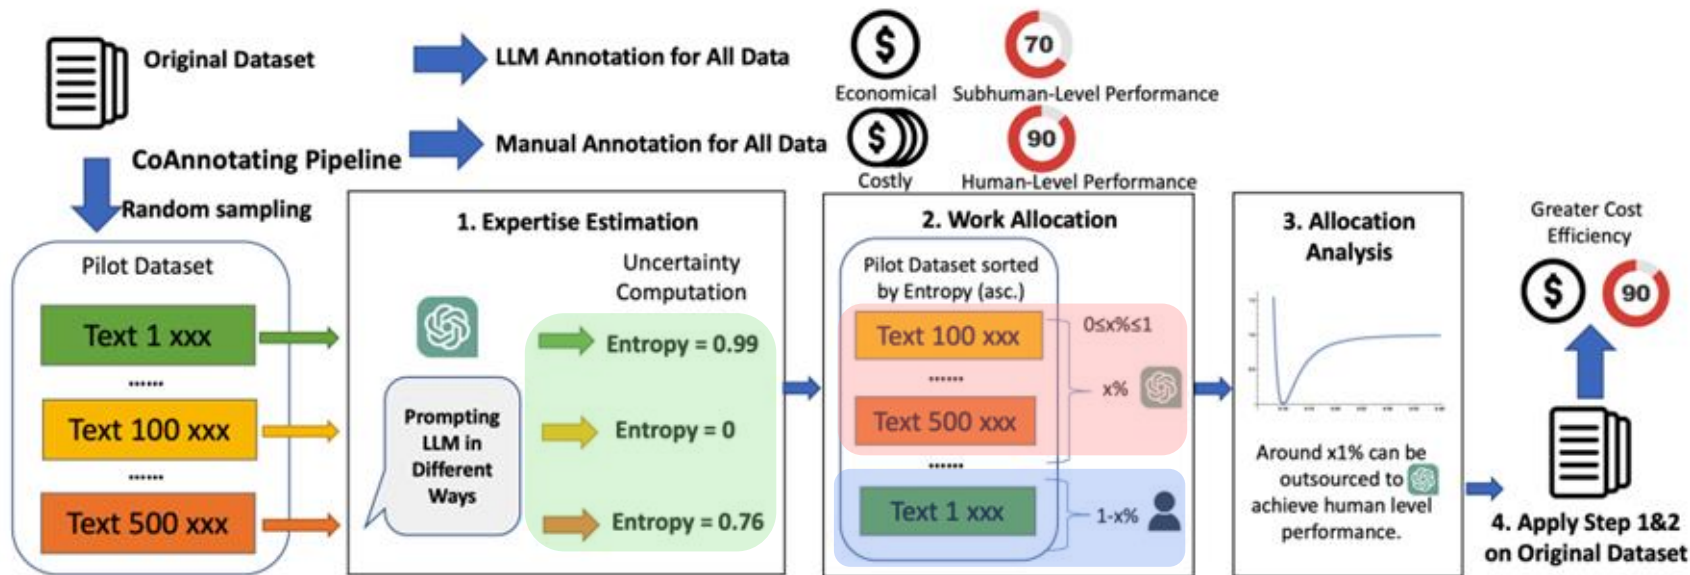 Original Dataset
LLM Annotation for All Data
$
70
Economical
Subhuman-Level Performance
Manual Annotation for All Data
$
90
Costly
Human-Level Performance
CoAnnotating Pipeline
Random sampling
Pilot Dataset
Text 1 xxx
......
Text 100 xxx
......
Text 500 xxx
1. Expertise Estimation
Prompting
LLM in
Different
Ways
Uncertainty
Computation
Entropy = 0.99
Entropy = 0
Entropy = 0.76
2. Work Allocation
Pilot Dataset sorted
by Entropy (asc.)
Text 100 xxx
......
Text 500 xxx
......
Text 1 xxx
0≤x%≤1
x%
1-x%
3. Allocation
Analysis
Around x1% can be
outsourced to
achieve human level
performance.
Greater Cost
Efficiency
$
90
4. Apply Step 1&2
on Original Dataset